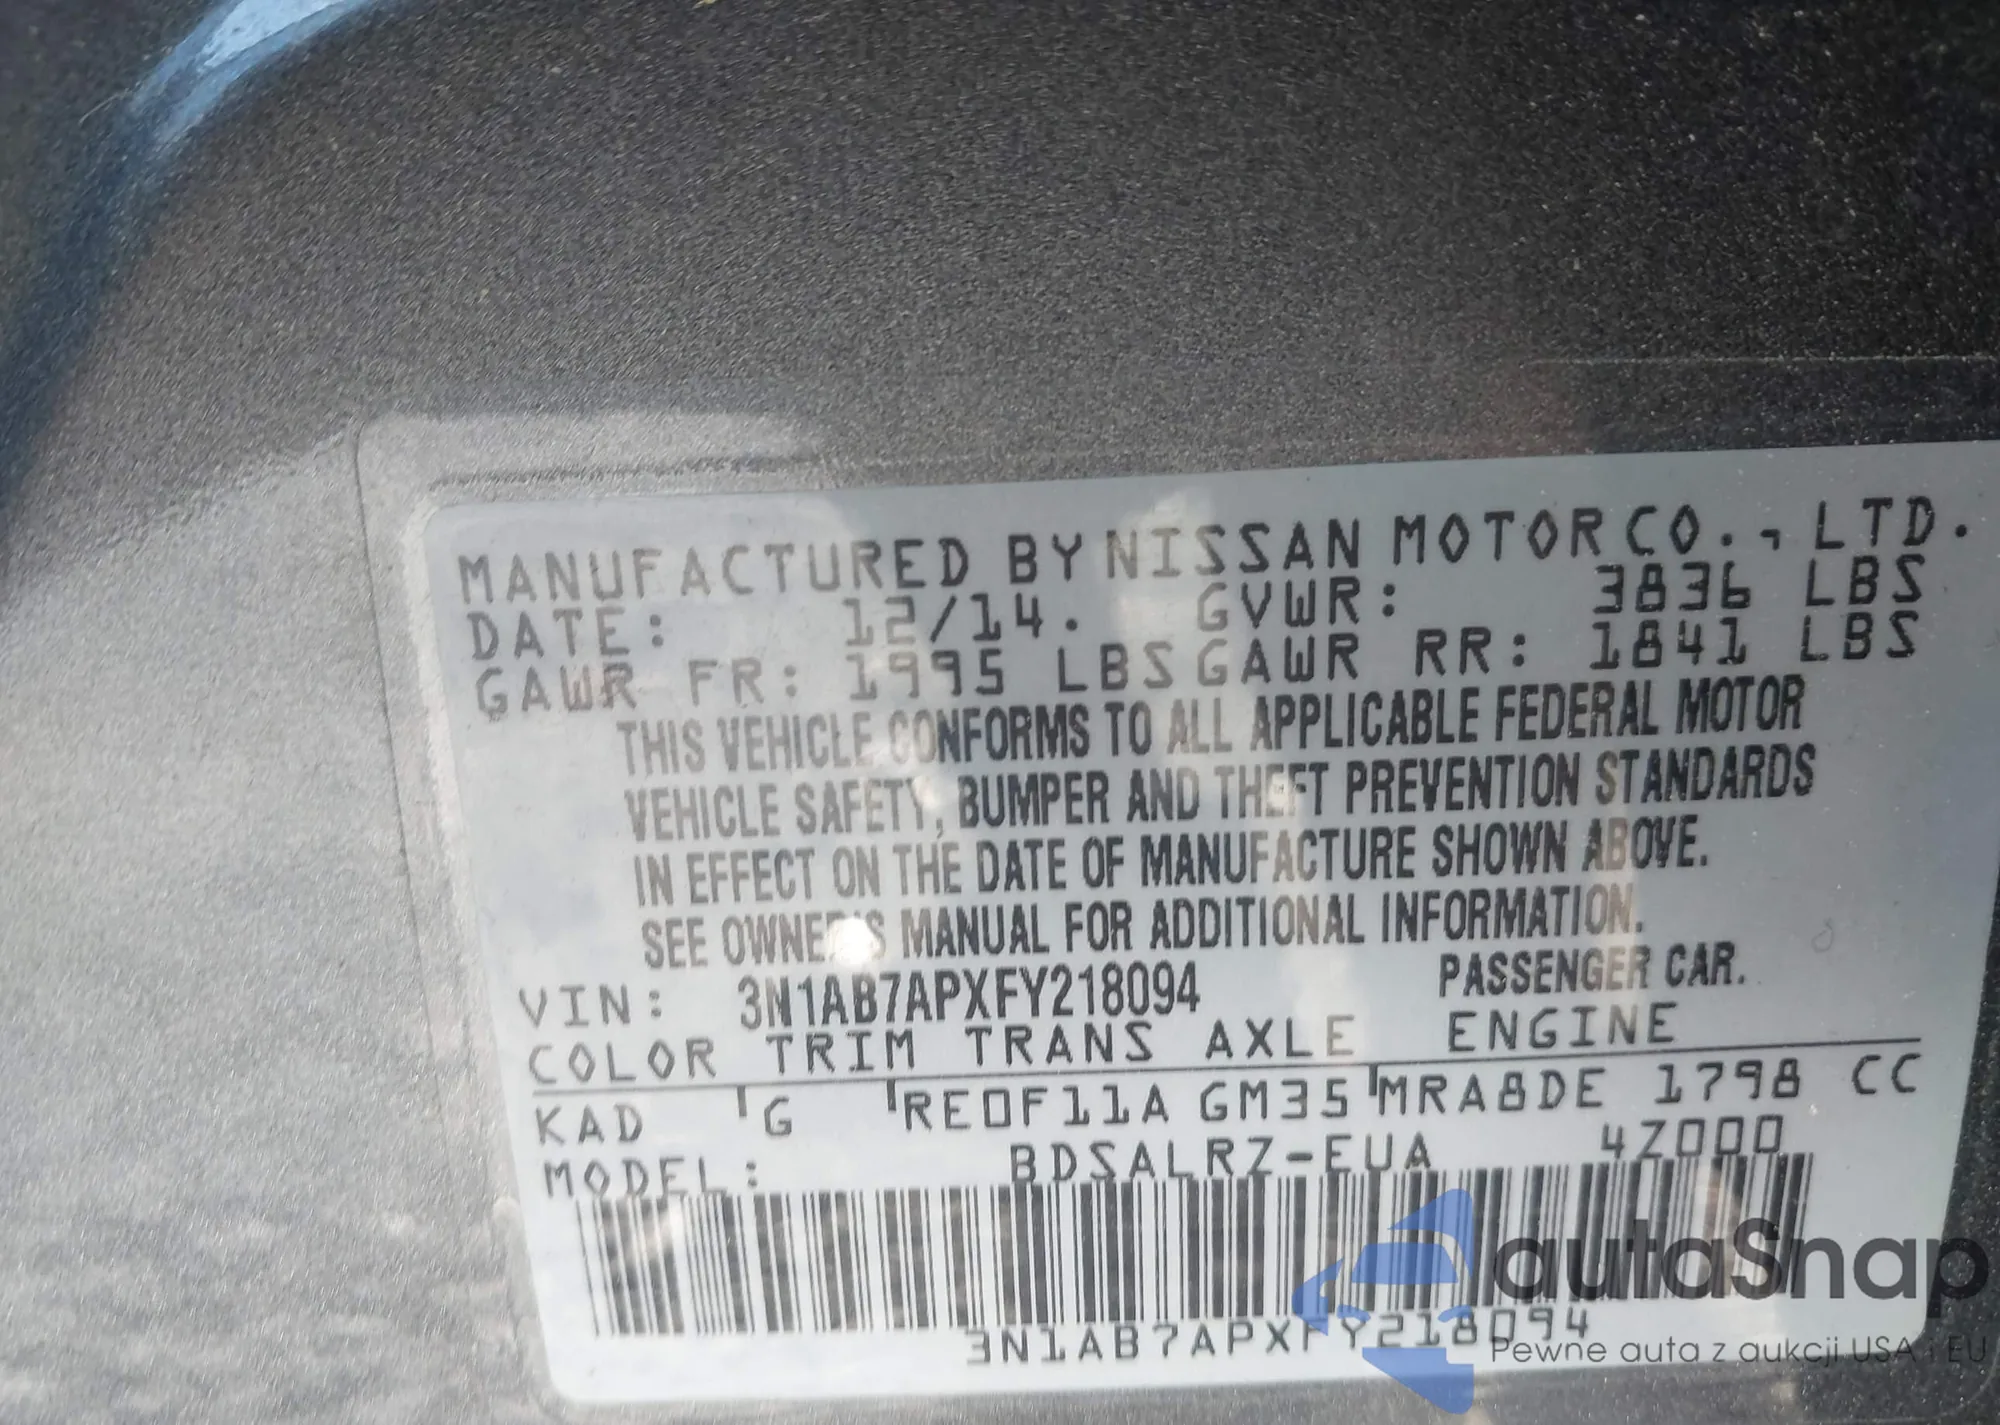 MANUFACTURED BY NISSAN MOTOR CO., LTD.
DATE: 12/14. GVWR: 3836 LBS
GAWR FR: 1995 LBS GAWR RR: 1841 LBS
THIS VEHICLE CONFORMS TO ALL APPLICABLE FEDERAL MOTOR
VEHICLE SAFETY, BUMPER AND THEFT PREVENTION STANDARDS
IN EFFECT ON THE DATE OF MANUFACTURE SHOWN ABOVE.
SEE OWNER'S MANUAL FOR ADDITIONAL INFORMATION.
VIN: 3N1AB7APXFY218094 PASSENGER CAR.
COLOR TRIM TRANS AXLE ENGINE
KAD G RE0F11A GM35 MRA8DE 1798 CC
MODEL: BDSALRZ-EUA 4Z000
3N1AB7APXFY218094
autaSnap
Pewne auta z aukcji USA i EU